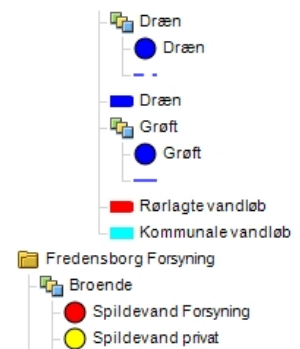 Dræn
Dræn
Dræn
Grøft
Grøft
Rørlagte vandløb
Kommunale vandløb
Fredensborg Forsyning
Broende
Spildevand Forsyning
Spildevand privat